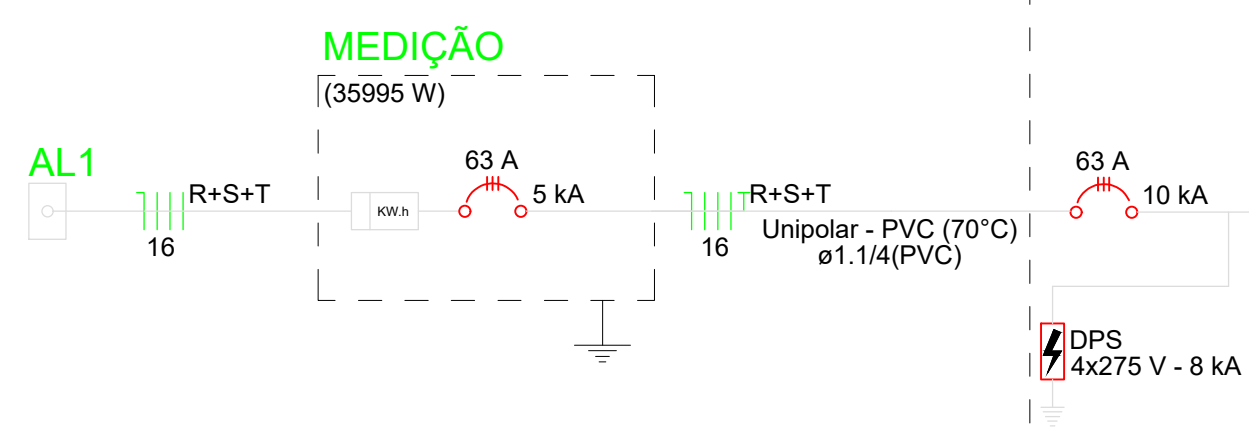 MEDIÇÃO
(35995 W)
AL1
R+S+T
16
KW.h
63 A
5 kA
R+S+T
16
Unipolar - PVC (70°C)
ø1.1/4(PVC)
63 A
10 kA
DPS
4x275 V - 8 kA